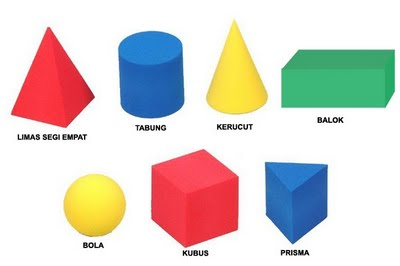 LIMAS SEGI EMPAT
TABUNG
KERUCUT
BALOK
BOLA
KUBUS
PRISMA